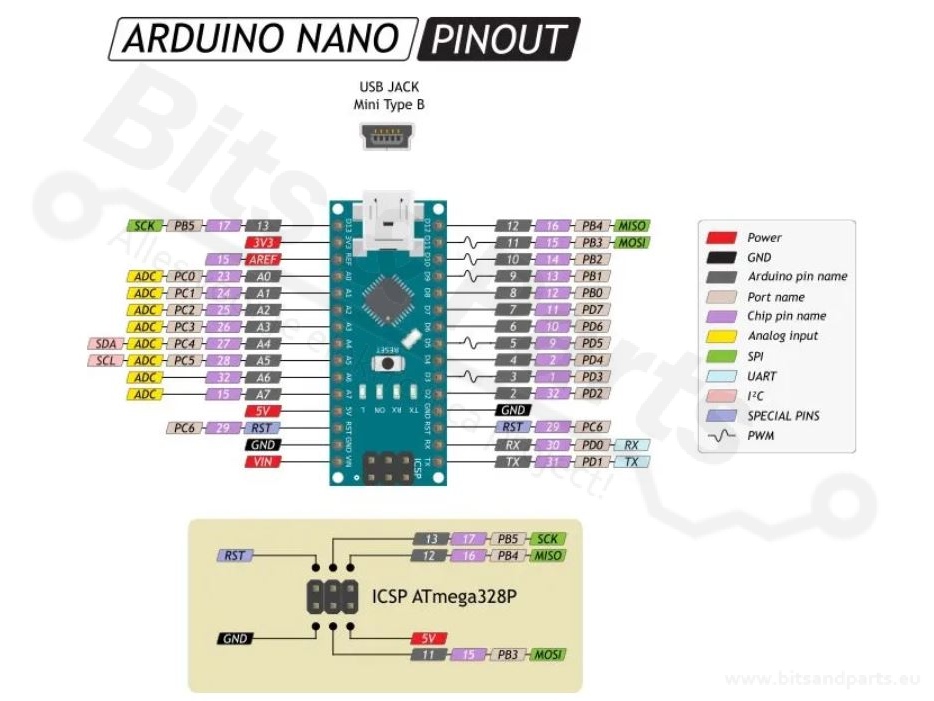 ARDUINO NANO PINOUT
USB JACK
Mini Type B
SCK PB5 17 13 D13 D12 12 16 PB4 MISO
3V3 3V3 D11 11 15 PB3 MOSI
15 AREF REF D10 10 14 PB2
ADC PC0 23 A0 A0 D9 9 13 PB1
ADC PC1 24 A1 A1 D8 8 12 PB0
ADC PC2 25 A2 A2 D7 7 11 PD7
ADC PC3 26 A3 A3 D6 6 10 PD6
SDA ADC PC4 27 A4 A4 D5 5 9 PD5
SCL ADC PC5 28 A5 A5 D4 4 2 PD4
ADC 32 A6 A6 D3 3 1 PD3
ADC 15 A7 A7 D2 2 32 PD2
5V 5V GND GND
PC6 29 RST RST RST RST 29 PC6
GND GND RX RX 30 PD0 RX
VIN VIN TX TX 31 PD1 TX
RESET
L ON RX TX
ICSP
Power
GND
Arduino pin name
Port name
Chip pin name
Analog input
SPI
UART
I²C
SPECIAL PINS
PWM
13 17 PB5 SCK
RST 12 16 PB4 MISO
ICSP ATmega328P
GND 5V
11 15 PB3 MOSI
www.bitsandparts.eu